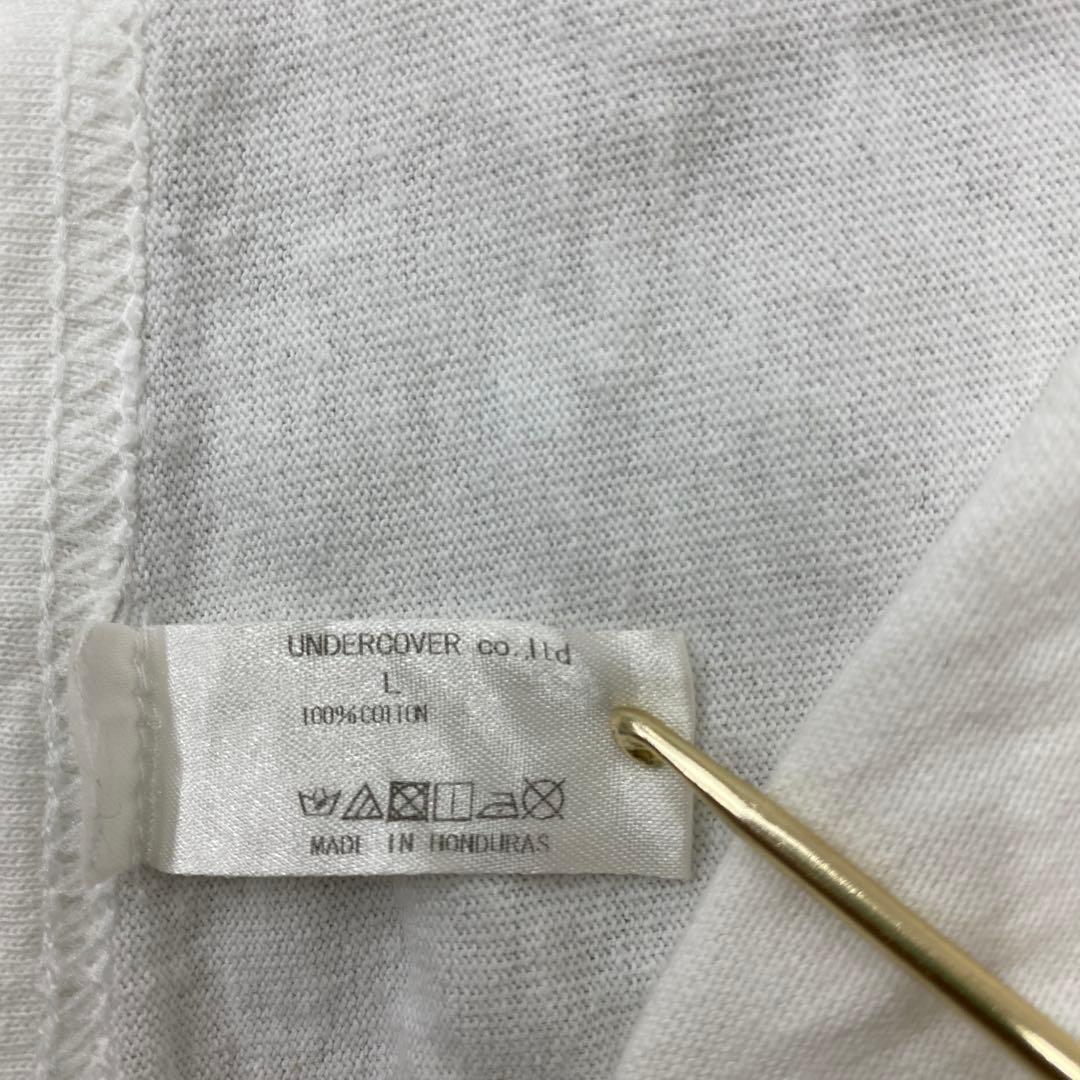 UNDERCOVER co.,ltd
L
100%COTTON
MADE IN HONDURAS